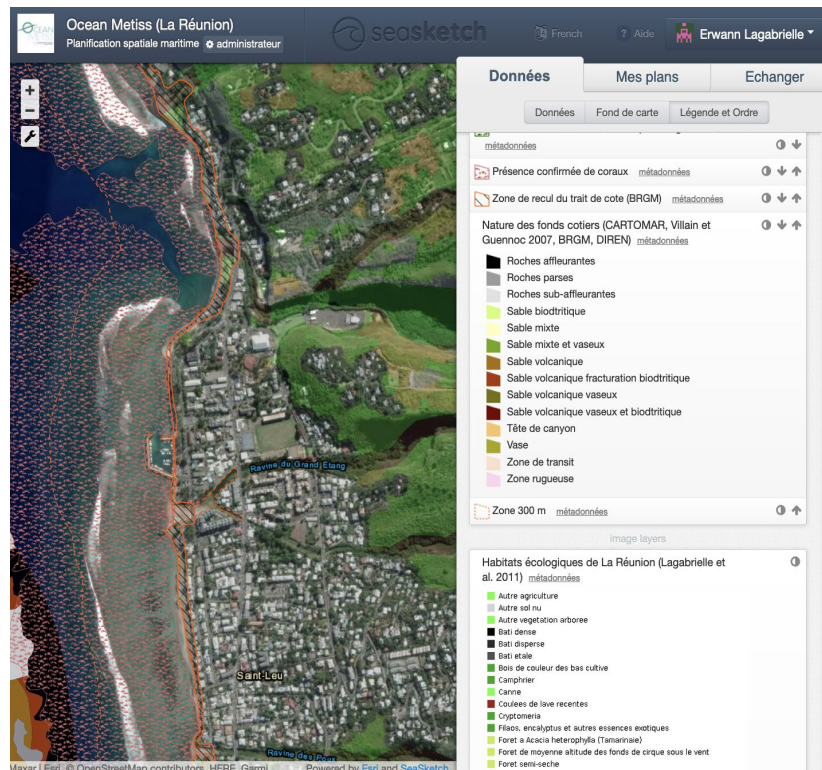 OCEAN
Ocean Metiss (La Réunion)
Planification spatiale maritime administrateur
seasketch
French
? Aide
Erwann Lagabrielle
Données
Mes plans
Echanger
Données
Fond de carte
Légende et Ordre
métadonnées
Présence confirmée de coraux métadonnées
Zone de recul du trait de cote (BRGM) métadonnées
Nature des fonds cotiers (CARTOMAR, Villain et
Guennoc 2007, BRGM, DIREN) métadonnées
Roches affleurantes
Roches parses
Roches sub-affleurantes
Sable biodtritique
Sable mixte
Sable mixte et vaseux
Sable volcanique
Sable volcanique fracturation biodtritique
Sable volcanique vaseux
Sable volcanique vaseux et biodtritique
Tête de canyon
Vase
Zone de transit
Zone rugueuse
Zone 300 m métadonnées
image layers
Habitats écologiques de La Réunion (Lagabrielle et
al. 2011) métadonnées
Autre agriculture
Autre sol nu
Autre vegetation arboree
Bati dense
Bati disperse
Bati etale
Bois de couleur des bas cultive
Camphrier
Canne
Coulees de lave recentes
Cryptomeria
Filaos, encalyptus et autres essences exotiques
Foret a Acacia heterophylla (Tamarinaie)
Foret de moyenne altitude des fonds de cirque sous le vent
Foret semi-seche
+
−
Ravine du Grand Etang
Saint-Leu
Ravine des Poux
Maxar | Esri, © OpenStreetMap contributors, HERE, Garmi
Powered by Esri and SeaSketch